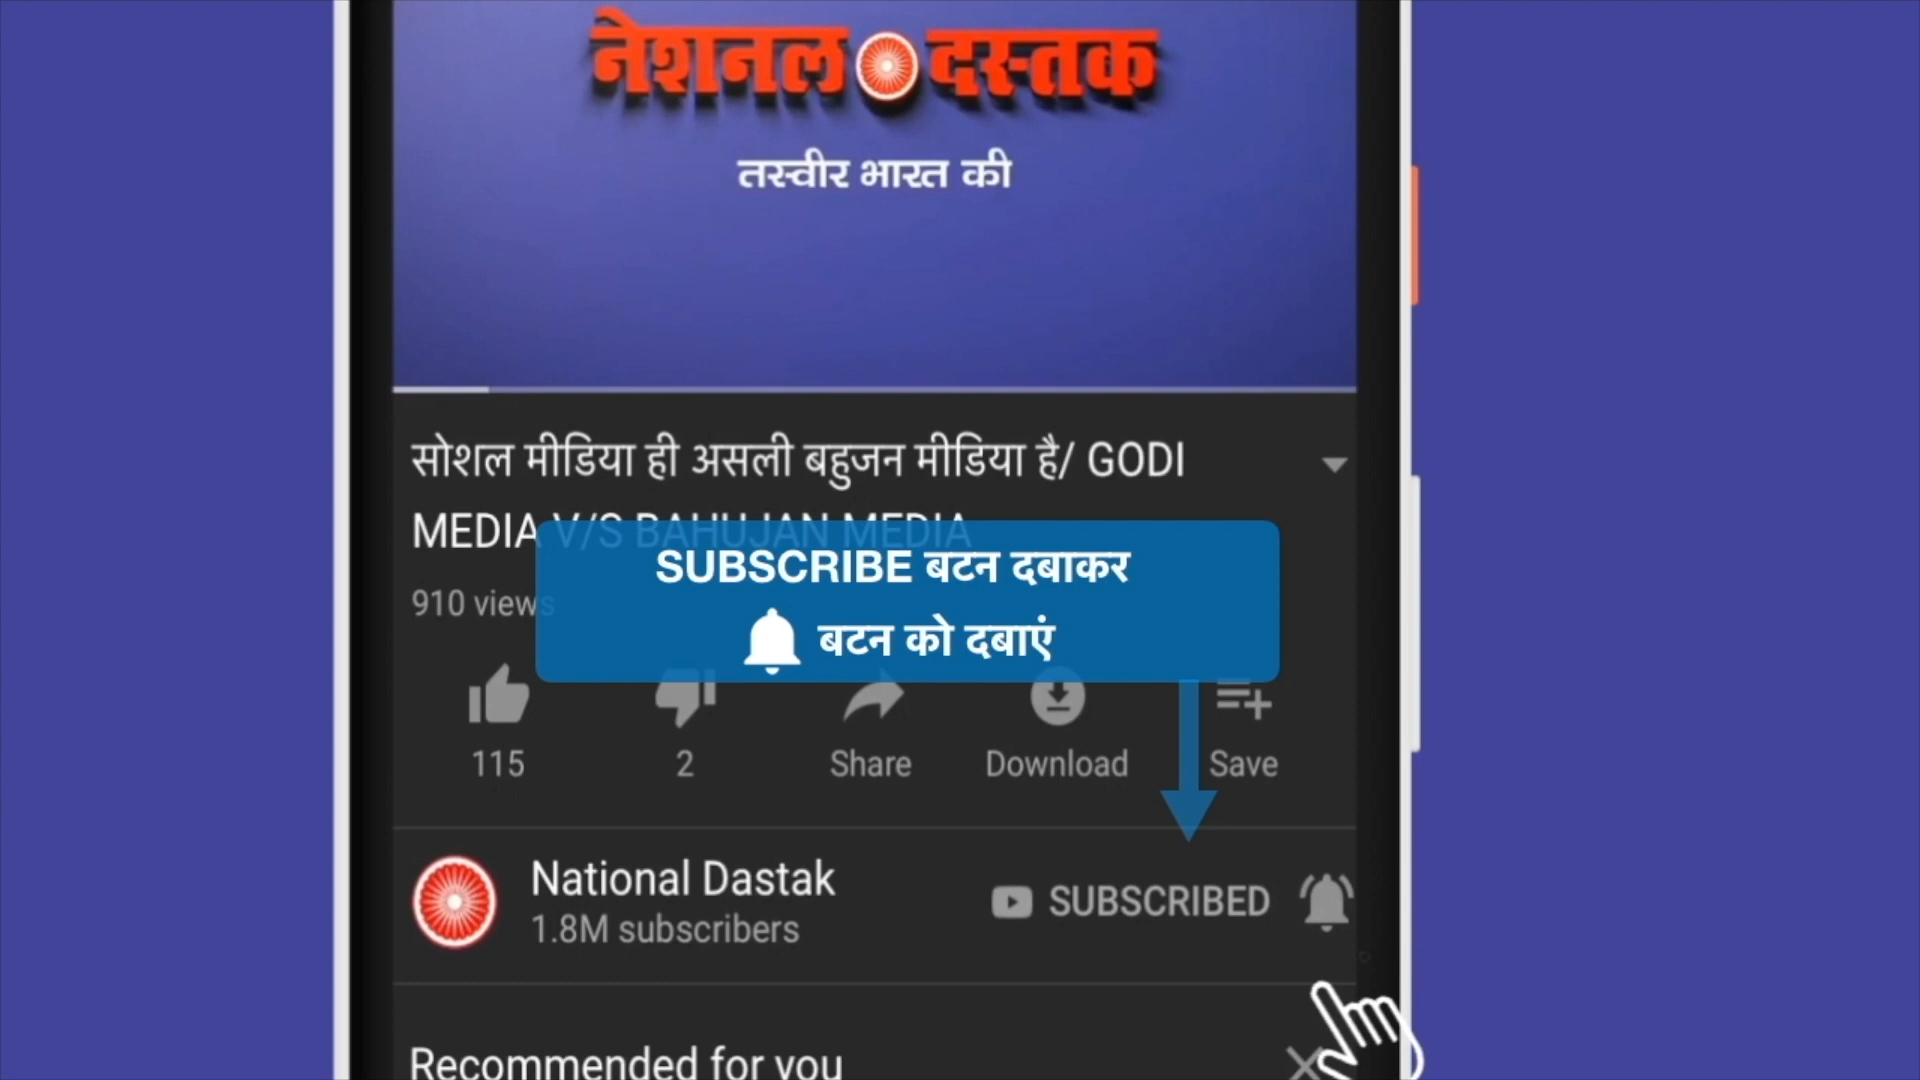 नेशनल दस्तक
तस्वीर भारत की
सोशल मीडिया ही असली बहुजन मीडिया है/ GODI
MEDIA V/S BAHUJAN MEDIA
SUBSCRIBE बटन दबाकर
बटन को दबाएं
910 views
115
2
Share
Download
Save
National Dastak
1.8M subscribers
SUBSCRIBED
Recommended for you